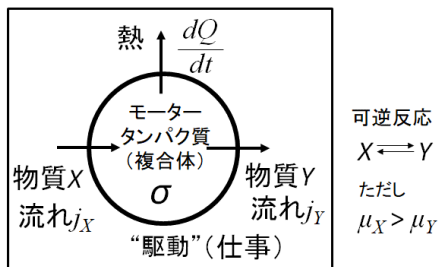 熱
dQ
dt
モーター
タンパク質
(複合体)
σ
物質X
流れj_X
物質Y
流れj_Y
“駆動”(仕事)
可逆反応
X ⇄ Y
ただし
μ_X > μ_Y